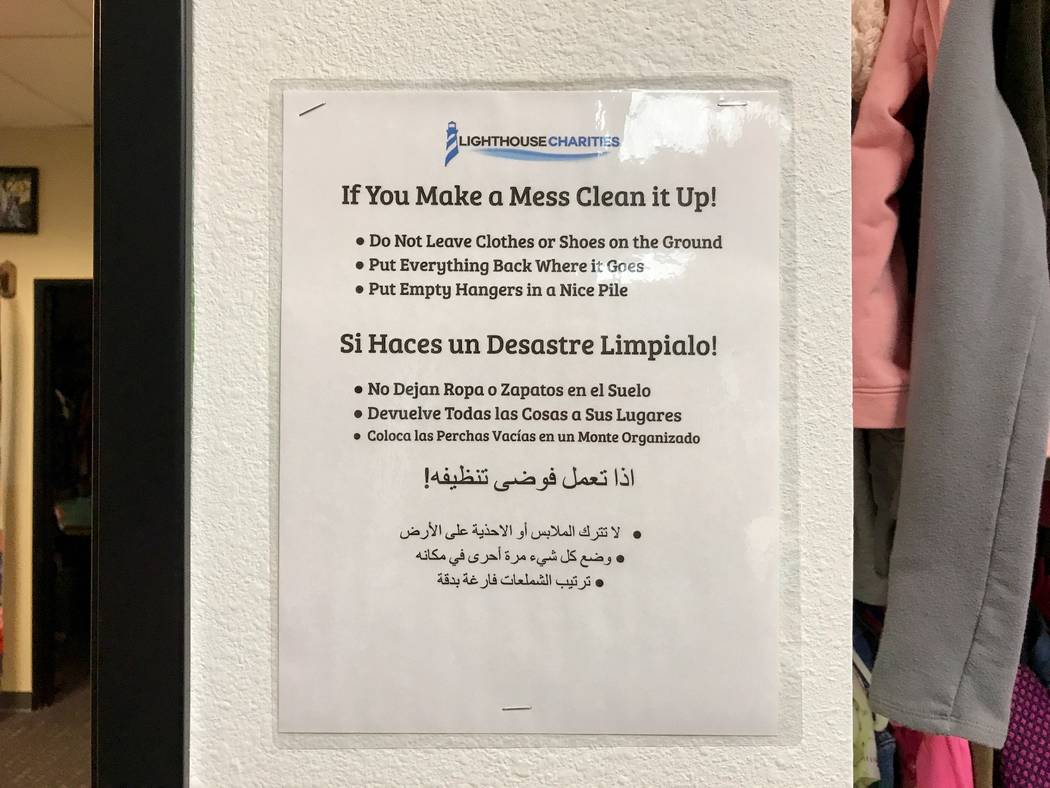 LIGHTHOUSE CHARITIES
If You Make a Mess Clean it Up!
• Do Not Leave Clothes or Shoes on the Ground
• Put Everything Back Where it Goes
• Put Empty Hangers in a Nice Pile
Si Haces un Desastre Limpialo!
• No Dejan Ropa o Zapatos en el Suelo
• Devuelve Todas las Cosas a Sus Lugares
• Coloca las Perchas Vacías en un Monte Organizado
اذا تعمل فوضى تنظيفه!
• لا تترك الملابس أو الاحذية على الأرض
• وضع كل شيء مرة أحرى في مكانه
• ترتيب الشملعات فارغة بدقة